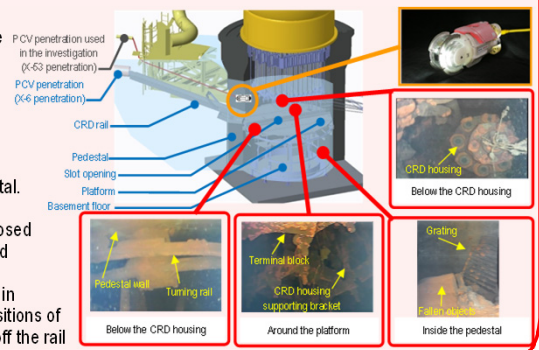 e
PCV penetration used
in the investigation
(X-53 penetration)
PCV penetration
(X-6 penetration)
CRD rail
Pedestal
Slot opening
Platform
Basement floor
tal.
osed
d
in
sitions of
off the rail
CRD housing
Below the CRD housing
Pedestal wall
Turning rail
Below the CRD housing
Terminal block
CRD housing
supporting bracket
Around the platform
Grating
Fallen objects
Inside the pedestal